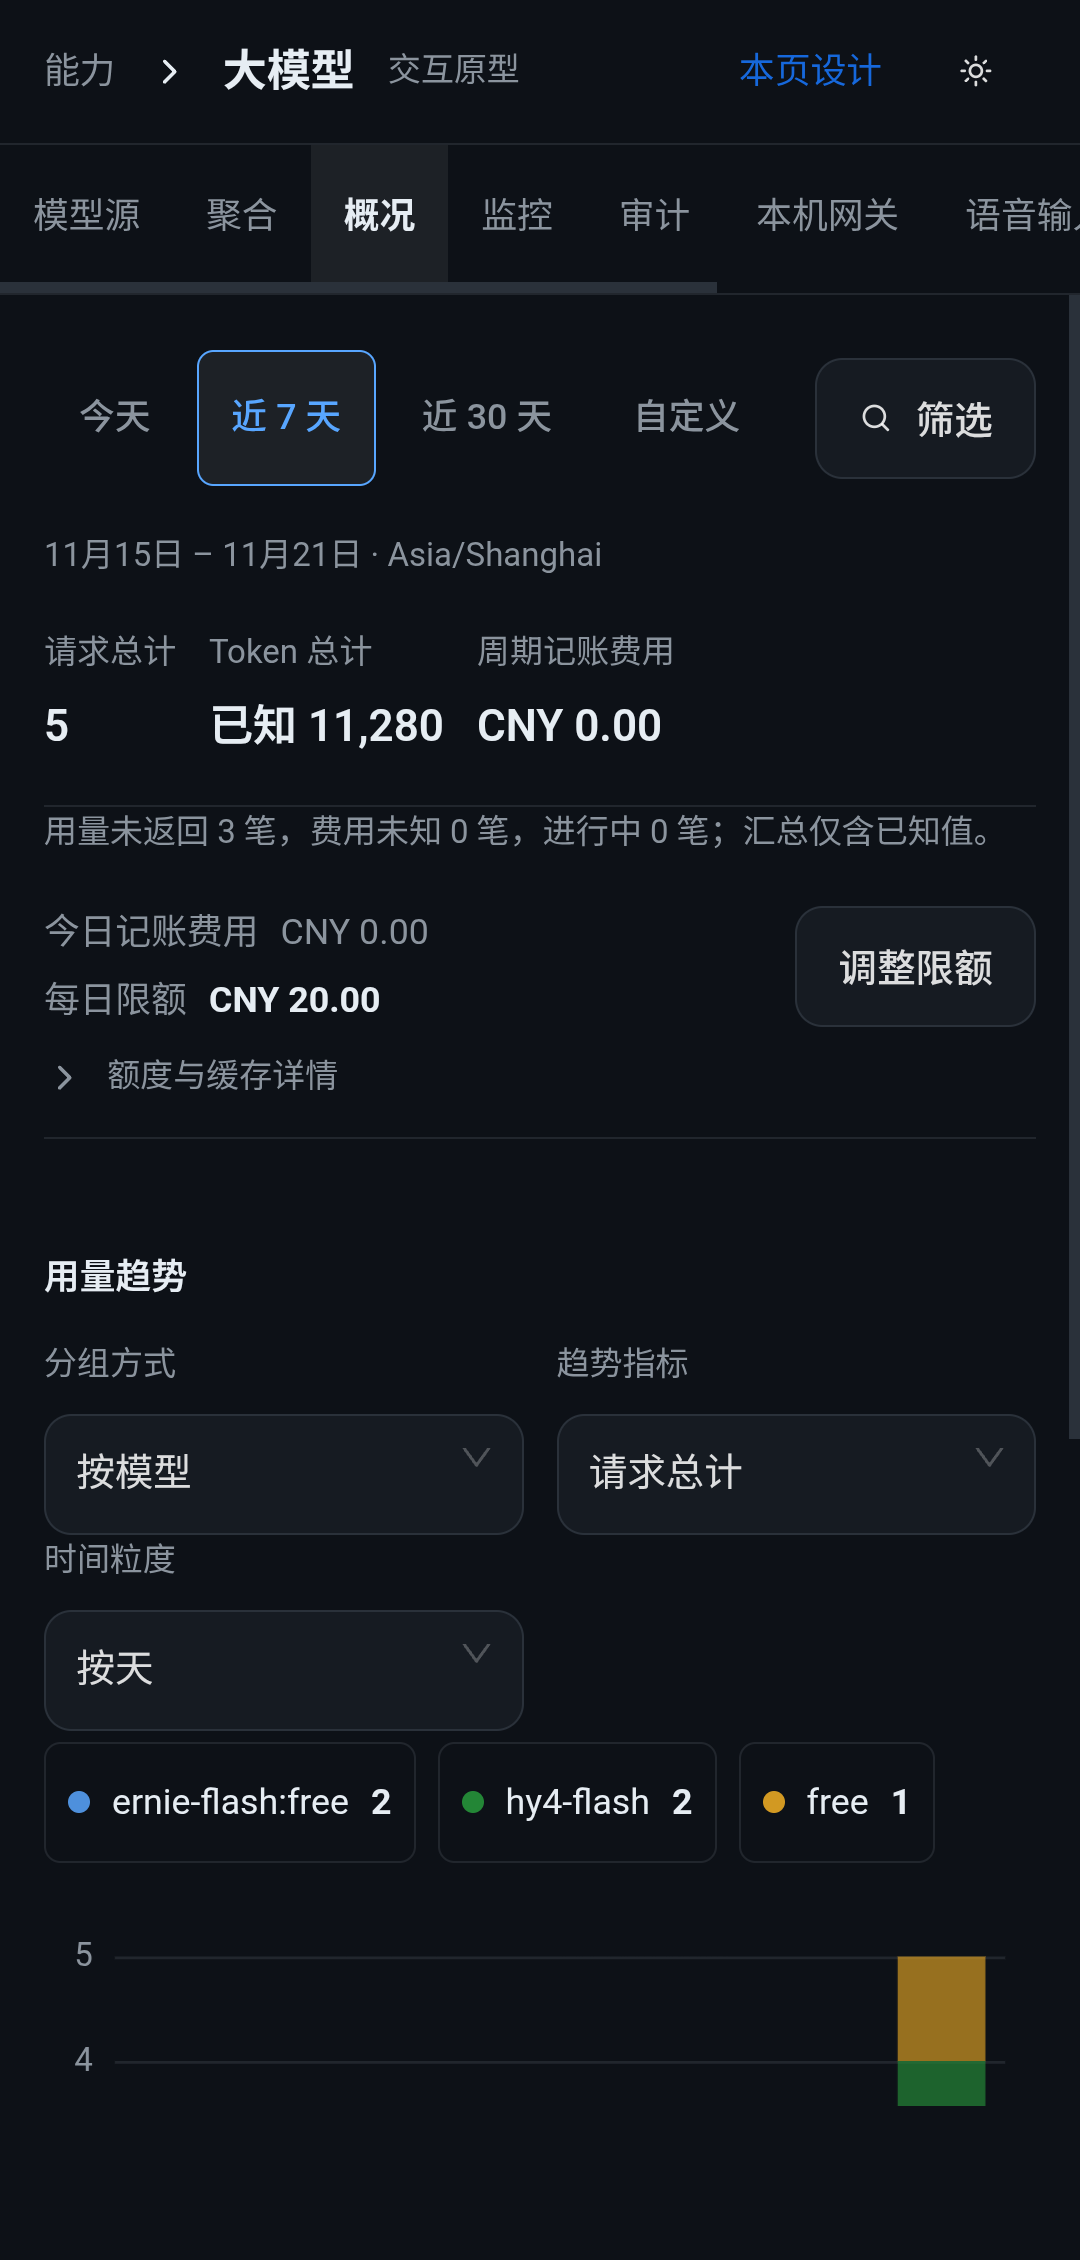 能力 大模型 交互原型 本页设计
模型源 聚合 概况 监控 审计 本机网关 语音输
今天 近 7 天 近 30 天 自定义 筛选
11月15日 – 11月21日 · Asia/Shanghai
请求总计 Token 总计 周期记账费用
5 已知 11,280 CNY 0.00
用量未返回 3 笔，费用未知 0 笔，进行中 0 笔；汇总仅含已知值。
今日记账费用 CNY 0.00
每日限额 CNY 20.00
调整限额
额度与缓存详情
用量趋势
分组方式 趋势指标
按模型 请求总计
时间粒度
按天
ernie-flash:free 2 hy4-flash 2 free 1
5
4